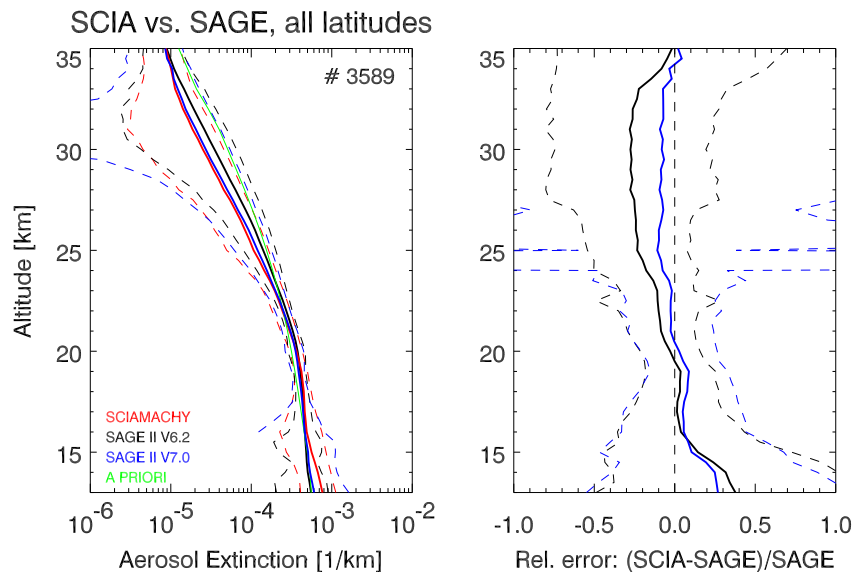 SCIA vs. SAGE, all latitudes
# 3589
35
30
25
20
15
Altitude [km]
SCIAMACHY
SAGE II V6.2
SAGE II V7.0
A PRIORI
10^-6 10^-5 10^-4 10^-3 10^-2
Aerosol Extinction [1/km]
35
30
25
20
15
-1.0 -0.5 0.0 0.5 1.0
Rel. error: (SCIA-SAGE)/SAGE